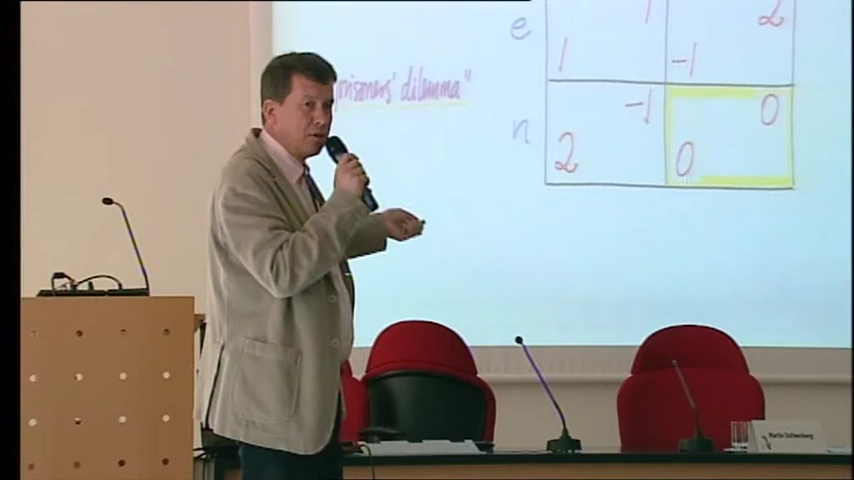 1 2
e
1 -1
prisoners' dilemma"
-1 0
n
2 0